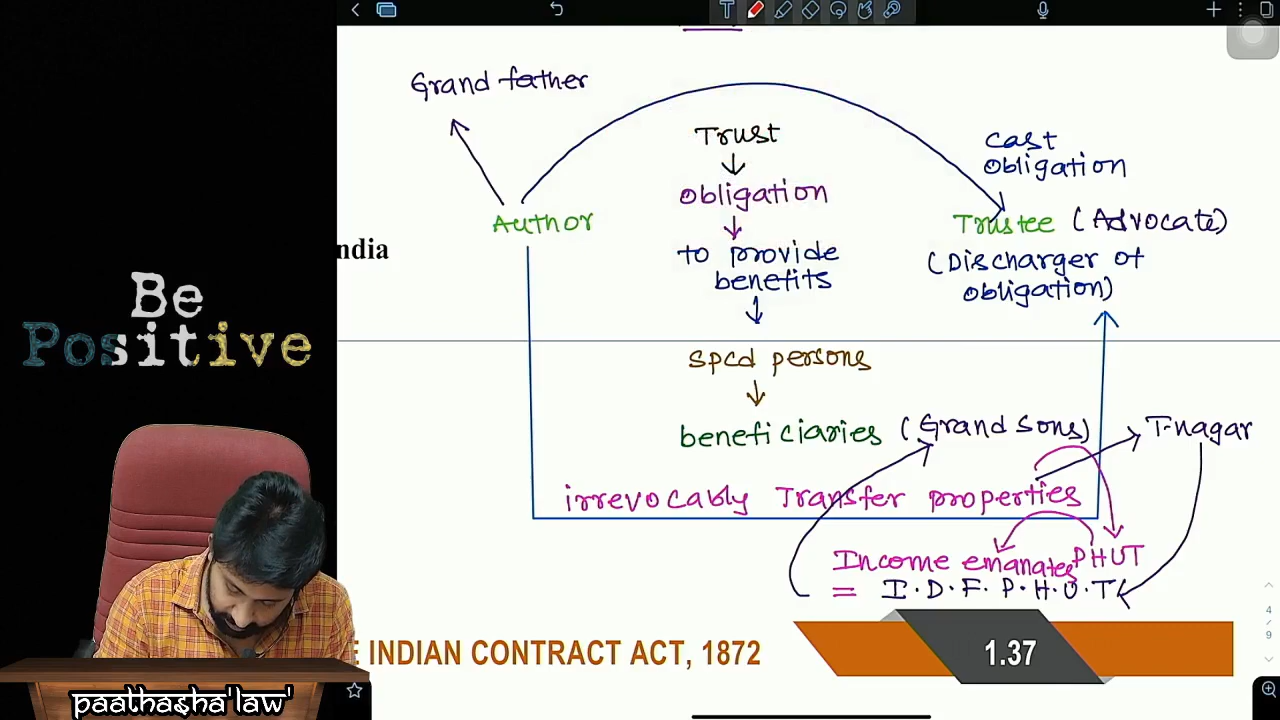 Grand father
Trust
cast
obligation
obligation
Author
Trustee (Advocate)
ndia
to provide
benefits
(Discharger of
obligation)
Be
Positive
spcd persons
beneficiaries (Grand sons)
T-nagar
irrevocably Transfer properties
Income emanates PHUT
= I.D.F.P.H.U.T
E INDIAN CONTRACT ACT, 1872
1.37
paathasha'law'
4
/
9